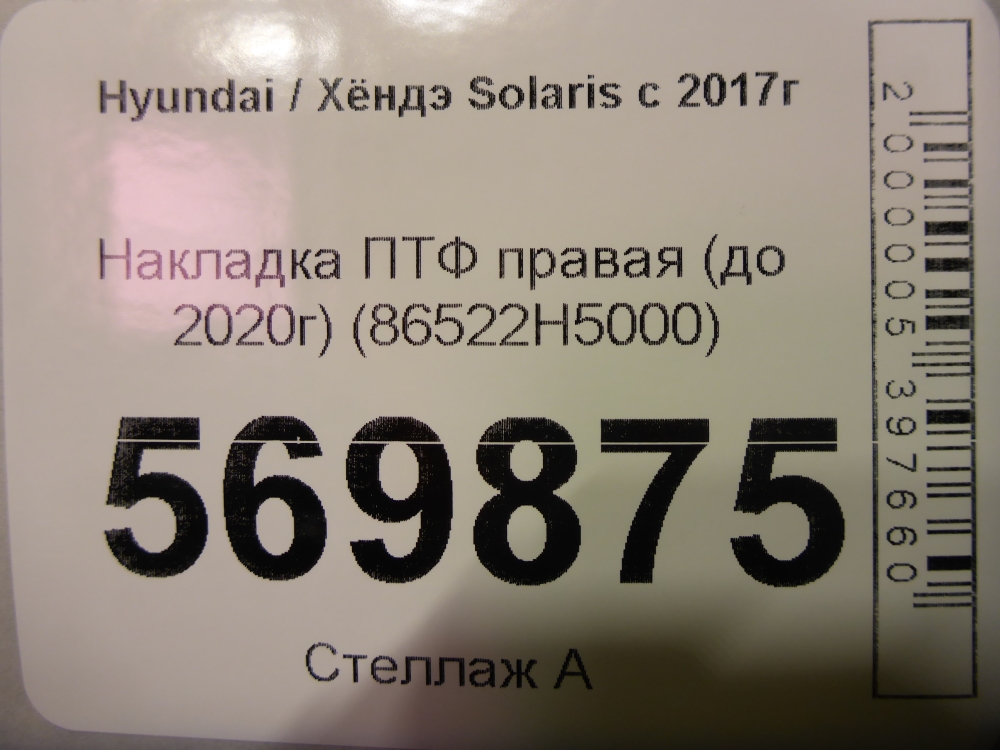 Hyundai / Хёндэ Solaris с 2017г
Накладка ПТФ правая (до
2020г) (86522H5000)
569875
Стеллаж А
2000005397660